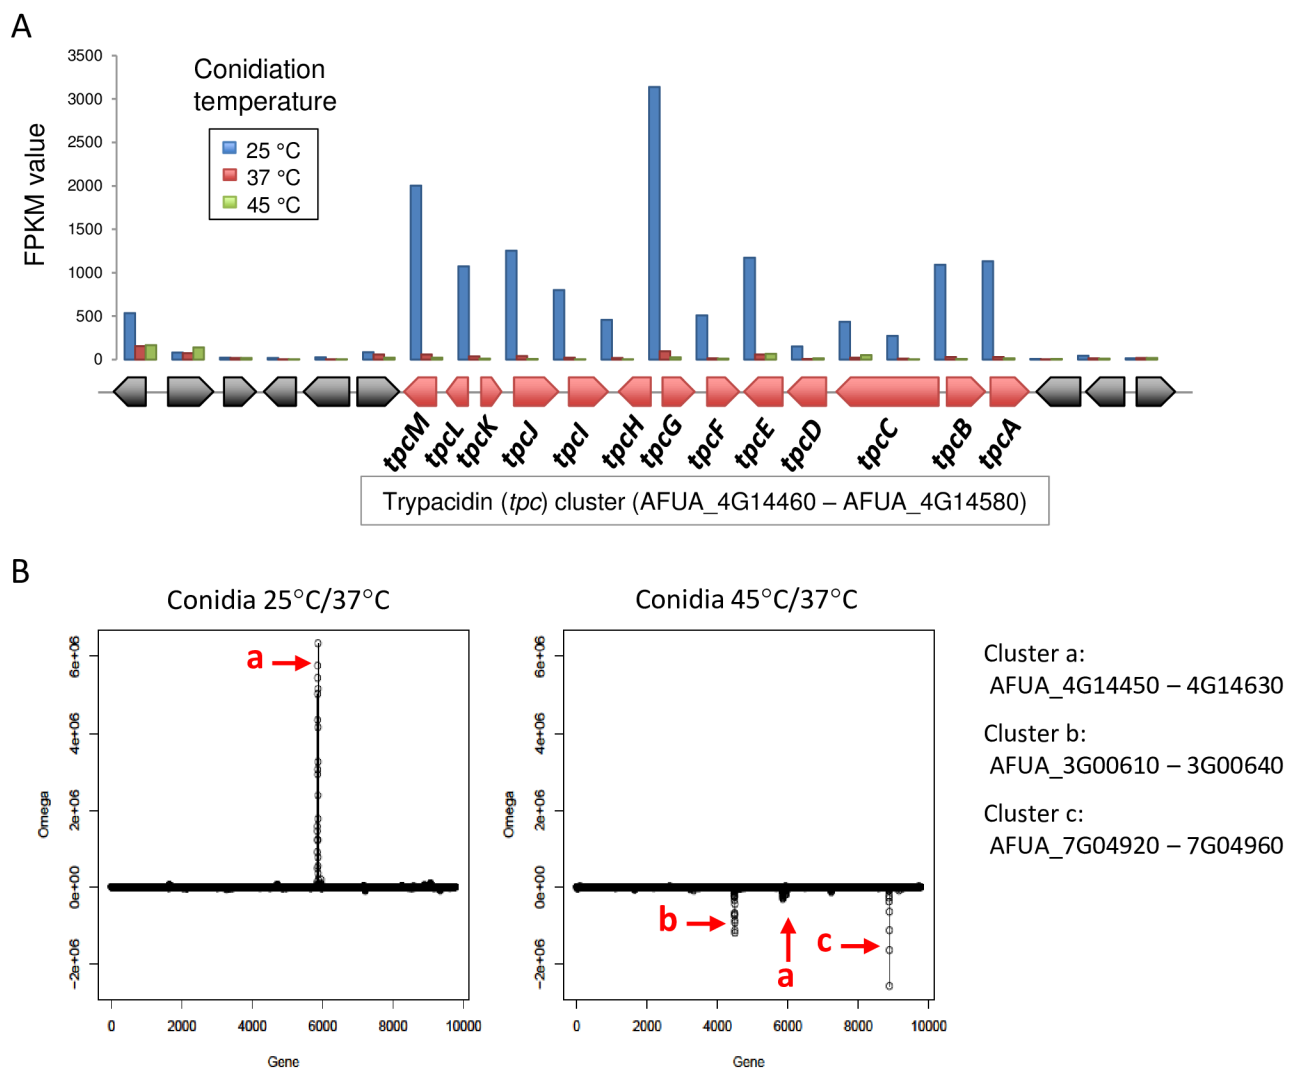 A
Conidiation
temperature
25 °C
37 °C
45 °C
FPKM value
3500
3000
2500
2000
1500
1000
500
0
tpcM
tpcL
tpcK
tpcJ
tpcI
tpcH
tpcG
tpcF
tpcE
tpcD
tpcC
tpcB
tpcA
Trypacidin (tpc) cluster (AFUA_4G14460 – AFUA_4G14580)
B
Conidia 25°C/37°C
Omega
6e+06
4e+06
2e+06
0e+00
−2e+06
a
0 2000 4000 6000 8000 10000
Gene
Conidia 45°C/37°C
Omega
6e+06
4e+06
2e+06
0e+00
−2e+06
b
a
c
0 2000 4000 6000 8000 10000
Gene
Cluster a:
AFUA_4G14450 – 4G14630
Cluster b:
AFUA_3G00610 – 3G00640
Cluster c:
AFUA_7G04920 – 7G04960